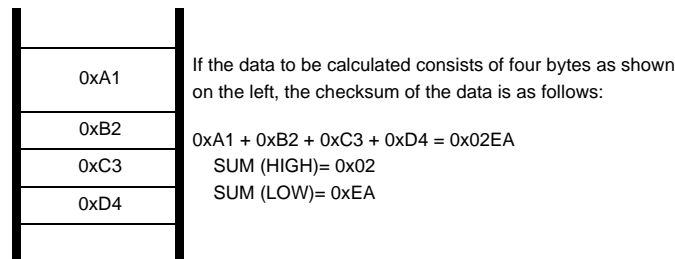 0xA1
0xB2
0xC3
0xD4
If the data to be calculated consists of four bytes as shown
on the left, the checksum of the data is as follows:
0xA1 + 0xB2 + 0xC3 + 0xD4 = 0x02EA
SUM (HIGH)= 0x02
SUM (LOW)= 0xEA